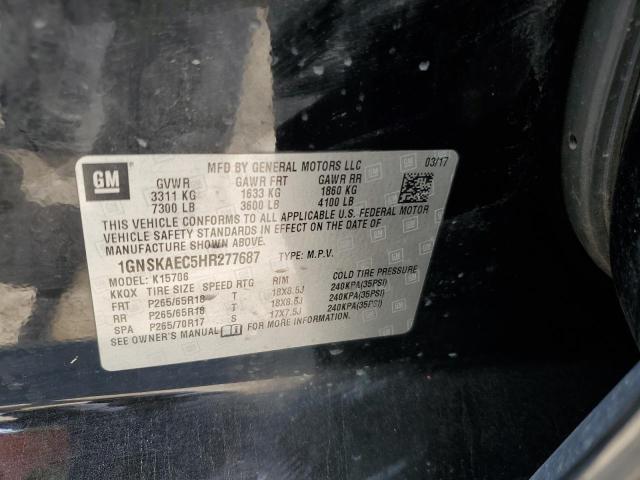 GM
MFD BY GENERAL MOTORS LLC 03/17
GVWR GAWR FRT GAWR RR
3311 KG 1633 KG 1860 KG
7300 LB 3600 LB 4100 LB
THIS VEHICLE CONFORMS TO ALL APPLICABLE U.S. FEDERAL MOTOR
VEHICLE SAFETY STANDARDS IN EFFECT ON THE DATE OF
MANUFACTURE SHOWN ABOVE.
1GNSKAEC5HR277687 TYPE: M.P.V.
MODEL: K15706
KKQX TIRE SIZE SPEED RTG RIM COLD TIRE PRESSURE
FRT P265/65R18 T 18X8.5J 240KPA(35PSI)
RR P265/65R18 T 18X8.5J 240KPA(35PSI)
SPA P265/70R17 S 17X7.5J 240KPA(35PSI)
SEE OWNER'S MANUAL FOR MORE INFORMATION.